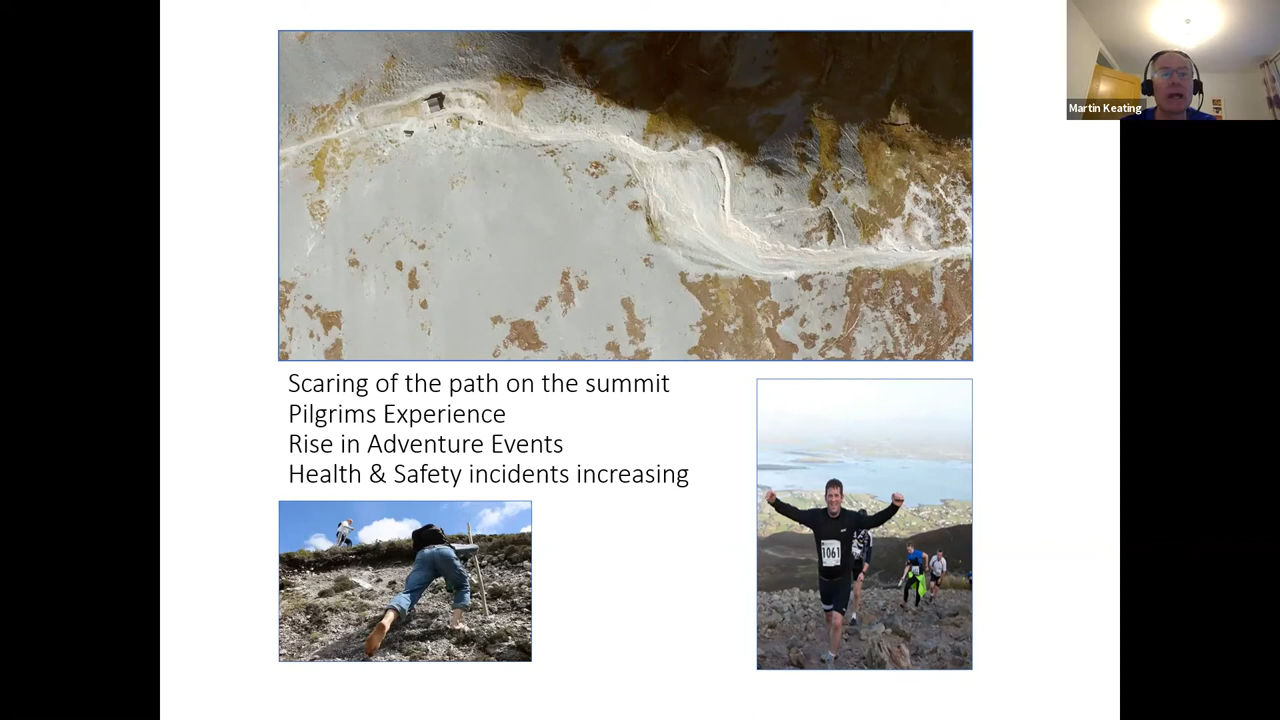 Martin Keating
Scaring of the path on the summit
Pilgrims Experience
Rise in Adventure Events
Health & Safety incidents increasing
1061